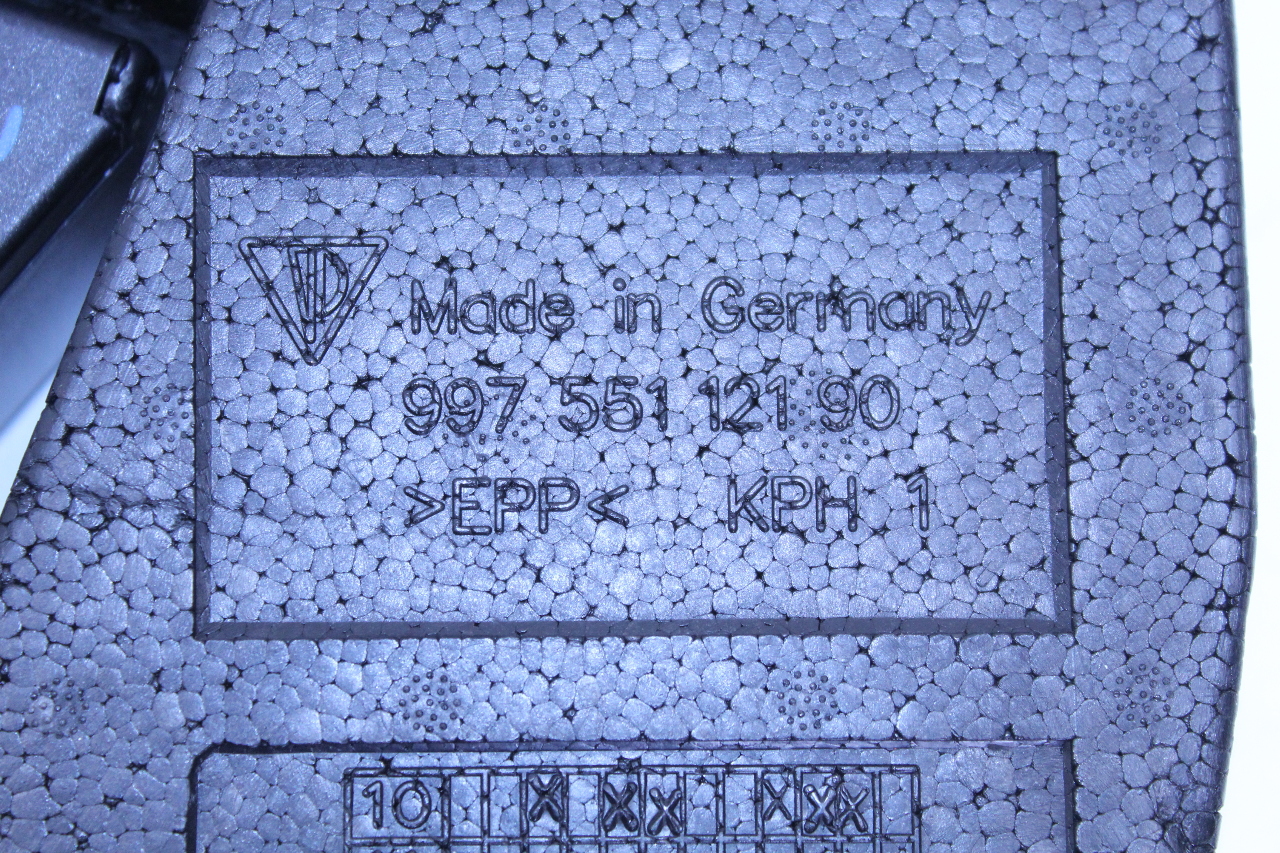 Made in Germany
997 551 121 90
>EPP< KPH 1
10 X X X X X X